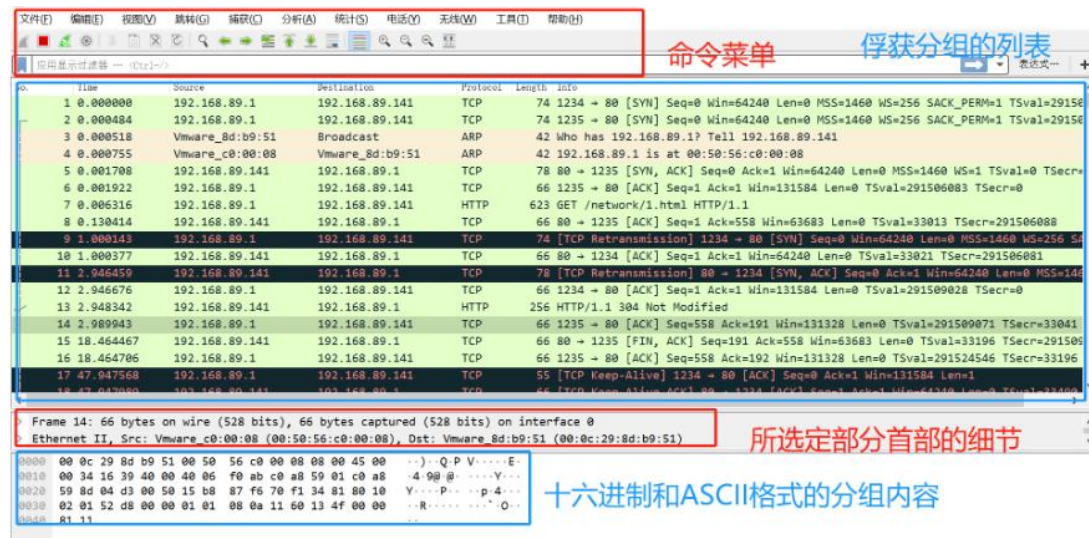 文件(F) 编辑(E) 视图(V) 跳转(G) 捕获(C) 分析(A) 统计(S) 电话(Y) 无线(W) 工具(T) 帮助(H)
命令菜单
俘获分组的列表
应用显示过滤器 … <Ctrl-/>
表达式… +
No. Time Source Destination Protocol Length Info
1 0.000000 192.168.89.1 192.168.89.141 TCP 74 1234 → 80 [SYN] Seq=0 Win=64240 Len=0 MSS=1460 WS=256 SACK_PERM=1 TSval=29150
2 0.000484 192.168.89.1 192.168.89.141 TCP 74 1235 → 80 [SYN] Seq=0 Win=64240 Len=0 MSS=1460 WS=256 SACK_PERM=1 TSval=29150
3 0.000518 Vmware_8d:b9:51 Broadcast ARP 42 Who has 192.168.89.1? Tell 192.168.89.141
4 0.000755 Vmware_c0:00:08 Vmware_8d:b9:51 ARP 42 192.168.89.1 is at 00:50:56:c0:00:08
5 0.001708 192.168.89.141 192.168.89.1 TCP 78 80 → 1235 [SYN, ACK] Seq=0 Ack=1 Win=64240 Len=0 MSS=1460 WS=1 TSval=0 TSecr=
6 0.001922 192.168.89.1 192.168.89.141 TCP 66 1235 → 80 [ACK] Seq=1 Ack=1 Win=131584 Len=0 TSval=291506083 TSecr=0
7 0.006316 192.168.89.1 192.168.89.141 HTTP 623 GET /network/1.html HTTP/1.1
8 0.130414 192.168.89.141 192.168.89.1 TCP 66 80 → 1235 [ACK] Seq=1 Ack=558 Win=63683 Len=0 TSval=33013 TSecr=291506088
9 1.000143 192.168.89.1 192.168.89.141 TCP 74 [TCP Retransmission] 1234 → 80 [SYN] Seq=0 Win=64240 Len=0 MSS=1460 WS=256 SA
10 1.000377 192.168.89.141 192.168.89.1 TCP 66 80 → 1234 [ACK] Seq=1 Ack=1 Win=64240 Len=0 TSval=33021 TSecr=291506081
11 2.946459 192.168.89.141 192.168.89.1 TCP 78 [TCP Retransmission] 80 → 1234 [SYN, ACK] Seq=0 Ack=1 Win=64240 Len=0 MSS=146
12 2.946676 192.168.89.1 192.168.89.141 TCP 66 1234 → 80 [ACK] Seq=1 Ack=1 Win=131584 Len=0 TSval=291509028 TSecr=0
13 2.948342 192.168.89.141 192.168.89.1 HTTP 256 HTTP/1.1 304 Not Modified
14 2.989943 192.168.89.1 192.168.89.141 TCP 66 1235 → 80 [ACK] Seq=558 Ack=191 Win=131328 Len=0 TSval=291509071 TSecr=33041
15 18.464467 192.168.89.141 192.168.89.1 TCP 66 80 → 1235 [FIN, ACK] Seq=191 Ack=558 Win=63683 Len=0 TSval=33196 TSecr=291509
16 18.464706 192.168.89.1 192.168.89.141 TCP 66 1235 → 80 [ACK] Seq=558 Ack=192 Win=131328 Len=0 TSval=291524546 TSecr=33196
17 47.947568 192.168.89.1 192.168.89.141 TCP 55 [TCP Keep-Alive] 1234 → 80 [ACK] Seq=0 Ack=1 Win=131584 Len=1
Frame 14: 66 bytes on wire (528 bits), 66 bytes captured (528 bits) on interface 0
Ethernet II, Src: Vmware_c0:00:08 (00:50:56:c0:00:08), Dst: Vmware_8d:b9:51 (00:0c:29:8d:b9:51)
所选定部分首部的细节
0000 00 0c 29 8d b9 51 00 50 56 c0 00 08 08 00 45 00 ··)··Q·P V·····E·
0010 00 34 16 39 40 00 40 06 f0 ab c0 a8 59 01 c0 a8 ·4·9@·@· ····Y···
0020 59 8d 04 d3 00 50 15 b8 87 f6 70 f1 34 81 80 10 Y····P·· ··p·4···
0030 02 01 52 d8 00 00 01 01 08 0a 11 60 13 4f 00 00 ··R····· ···`·O··
0040 81 11 ··
十六进制和ASCII格式的分组内容